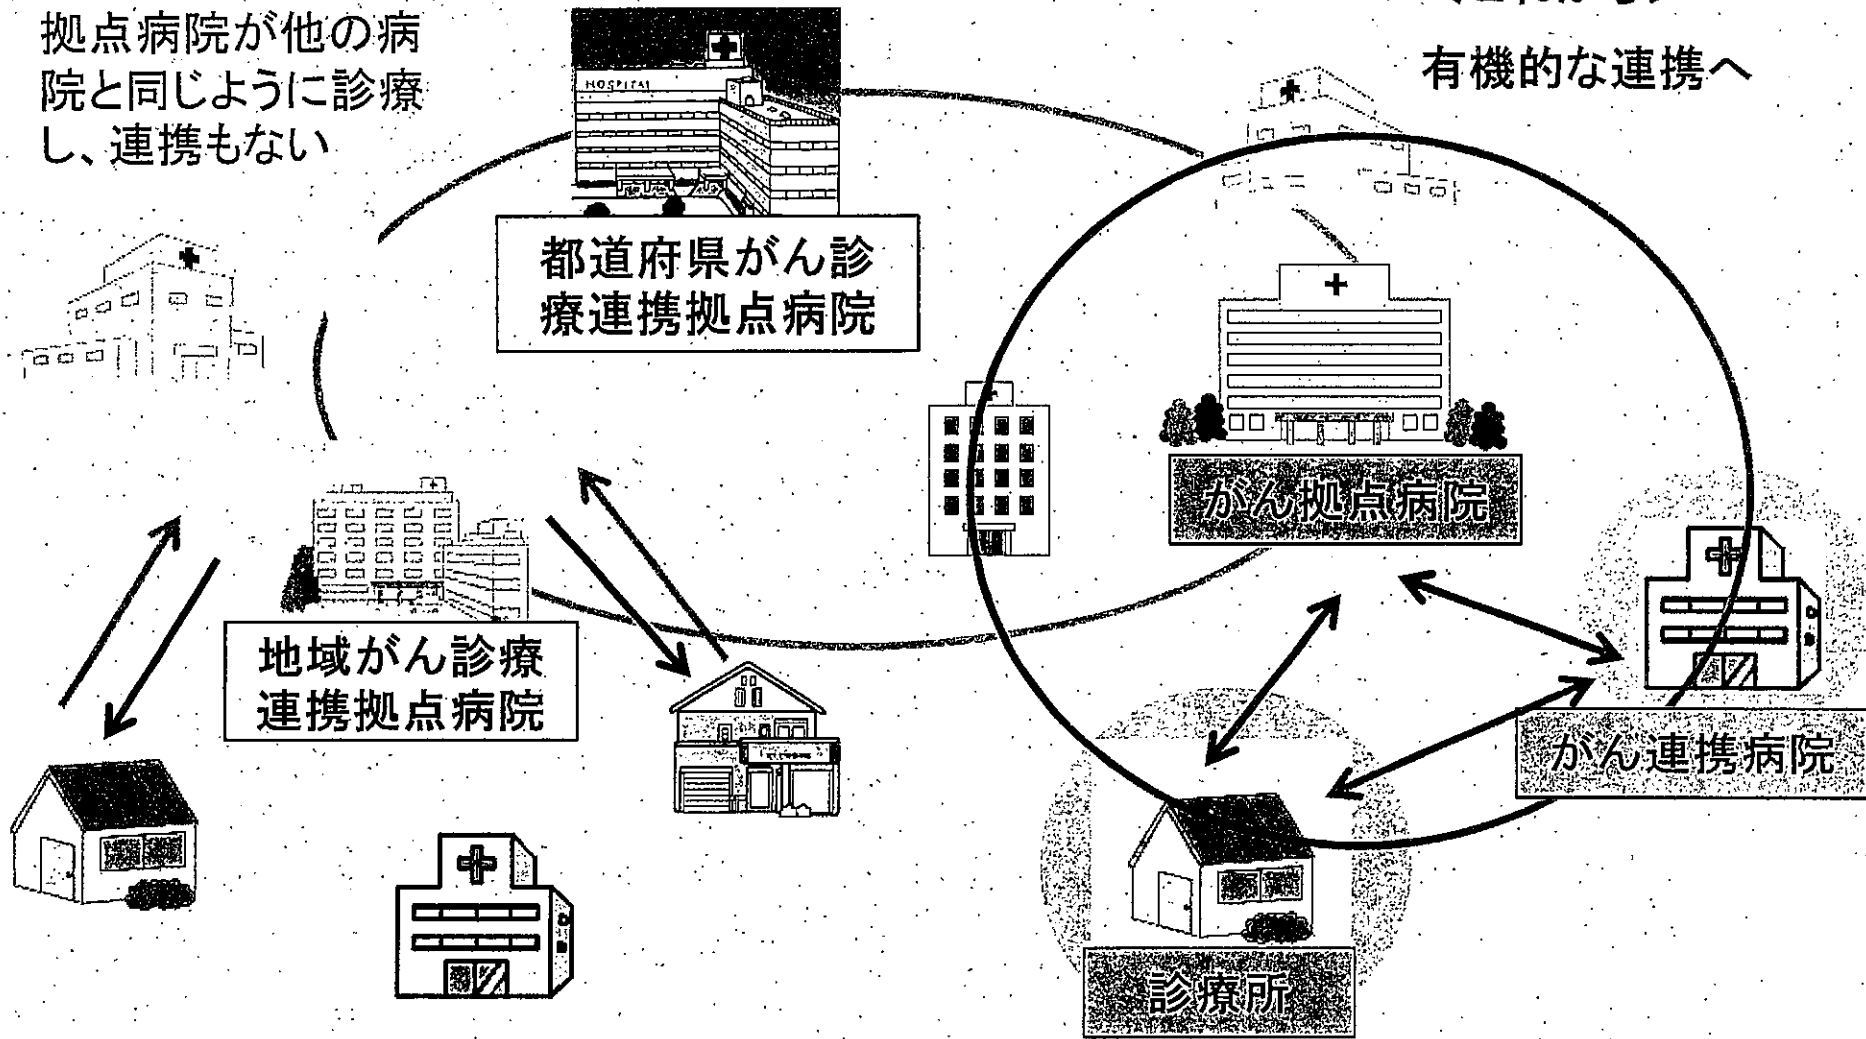 拠点病院が他の病
院と同じように診療
し、連携もない
有機的な連携へ
HOSPITAL
都道府県がん診
療連携拠点病院
がん拠点病院
地域がん診療
連携拠点病院
がん連携病院
診療所